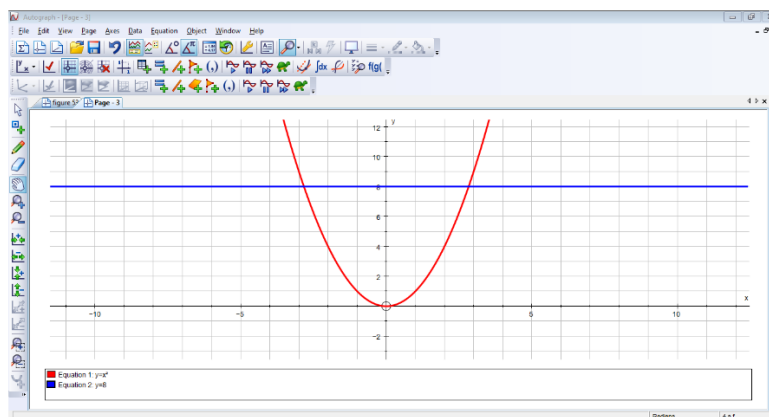 Autograph - [Page - 3]
File Edit View Page Axes Data Equation Object Window Help
∫dx
f(g(
figure 5? Page - 3
y
12
10
8
6
4
2
-2
-10 -5 5 10 x
Equation 1: y=x²
Equation 2: y=8